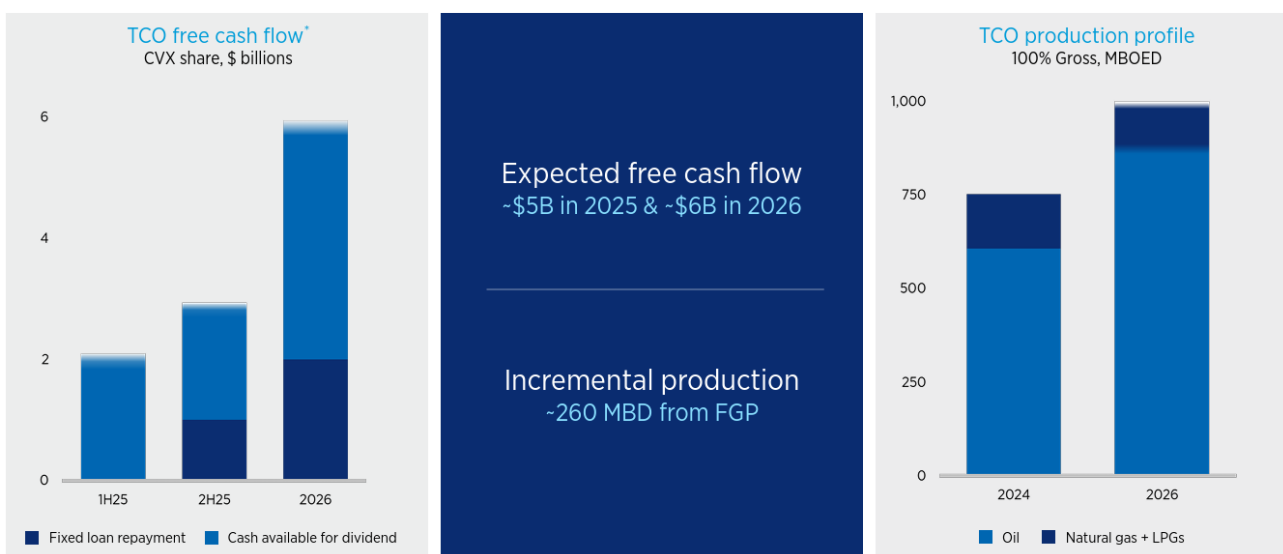 TCO free cash flow*
CVX share, $ billions
6
4
2
0
1H25
2H25
2026
Fixed loan repayment
Cash available for dividend
Expected free cash flow
~$5B in 2025 & ~$6B in 2026
Incremental production
~260 MBD from FGP
TCO production profile
100% Gross, MBOED
1,000
750
500
250
0
2024
2026
Oil
Natural gas + LPGs